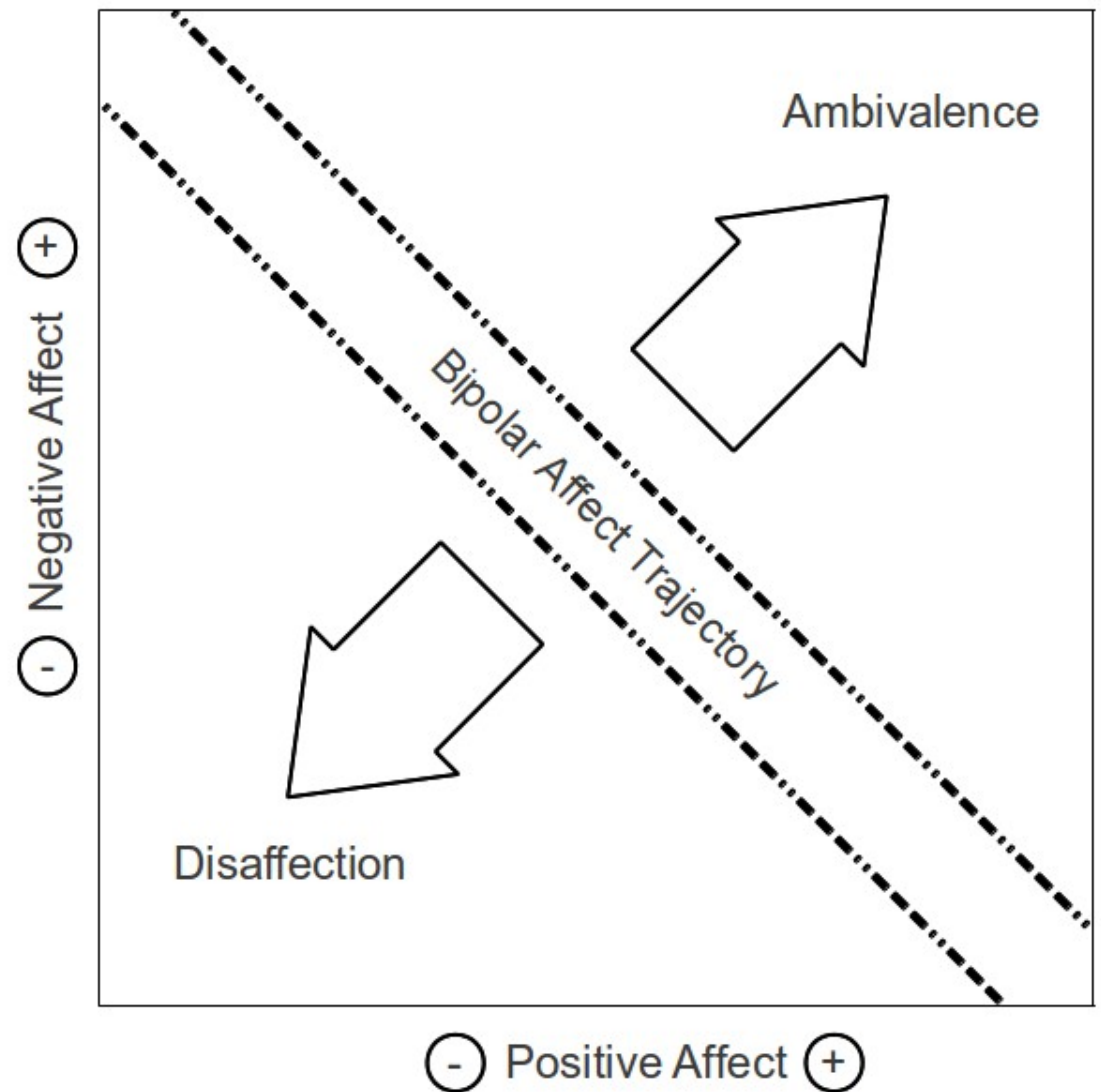 Ambivalence
+
Negative Affect
-
Bipolar Affect Trajectory
Disaffection
- Positive Affect +